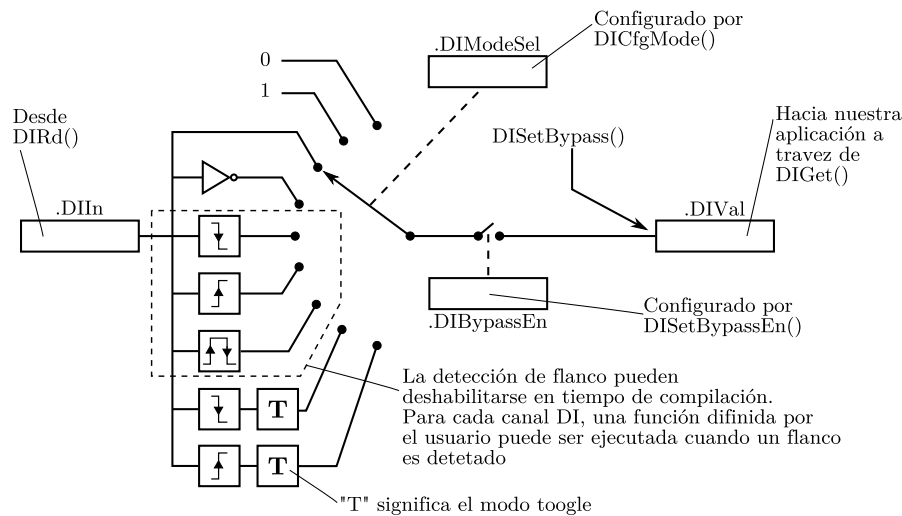 Configurado por
DICfgMode()
.DIModeSel
0
1
Desde
DIRd()
Hacia nuestra
aplicación a
travez de
DIGet()
DISetBypass()
.DIIn
.DIVal
Configurado por
DISetBypassEn()
.DIBypassEn
La detección de flanco pueden
deshabilitarse en tiempo de compilación.
Para cada canal DI, una función difinida por
el usuario puede ser ejecutada cuando un flanco
es detetado
T
T
"T" significa el modo toogle